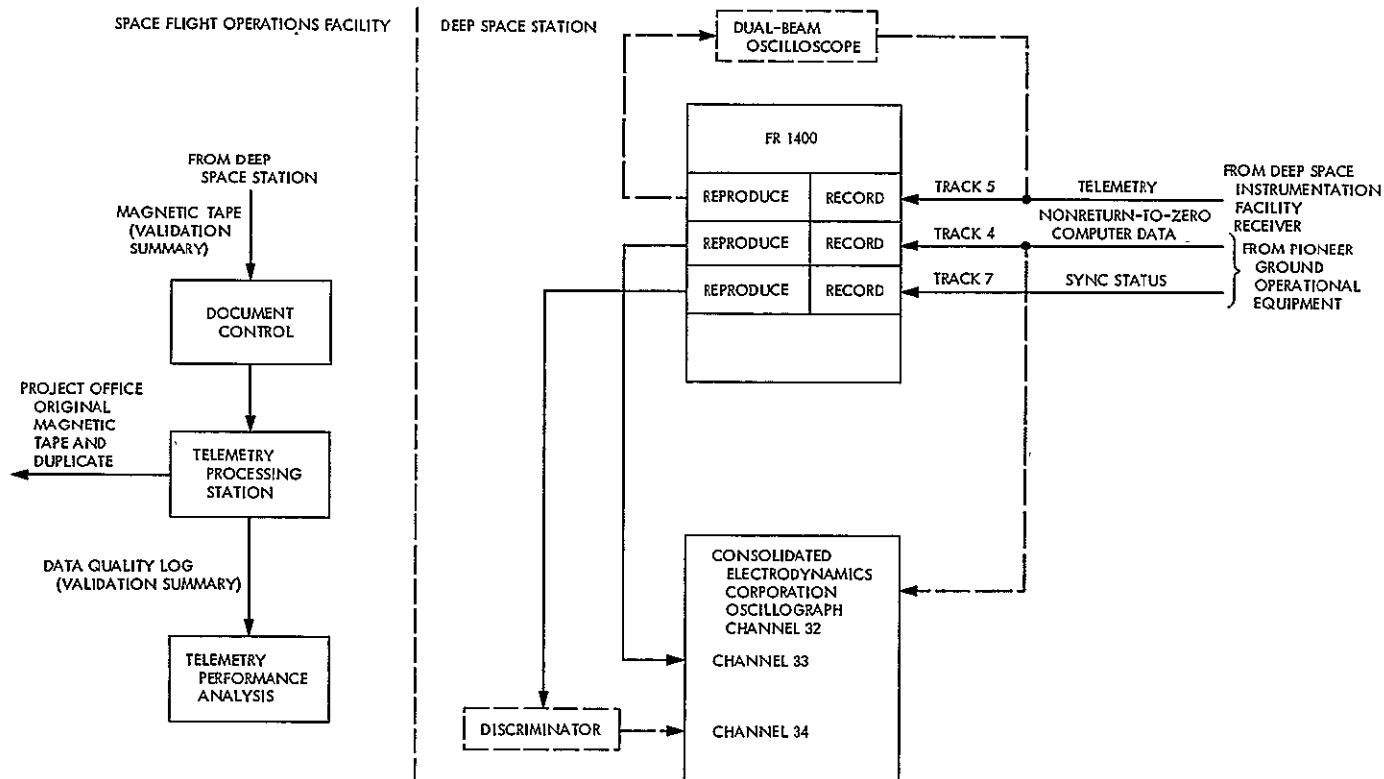 SPACE FLIGHT OPERATIONS FACILITY
FROM DEEP
SPACE STATION
MAGNETIC TAPE
(VALIDATION
SUMMARY)
DOCUMENT
CONTROL
PROJECT OFFICE
ORIGINAL
MAGNETIC
TAPE AND
DUPLICATE
TELEMETRY
PROCESSING
STATION
DATA QUALITY LOG
(VALIDATION SUMMARY)
TELEMETRY
PERFORMANCE
ANALYSIS
DEEP SPACE STATION
DUAL-BEAM
OSCILLOSCOPE
FR 1400
REPRODUCE
RECORD
TRACK 5
TELEMETRY
REPRODUCE
RECORD
TRACK 4
NONRETURN-TO-ZERO
COMPUTER DATA
REPRODUCE
RECORD
TRACK 7
SYNC STATUS
FROM DEEP SPACE
INSTRUMENTATION
FACILITY
RECEIVER
FROM PIONEER
GROUND
OPERATIONAL
EQUIPMENT
CONSOLIDATED
ELECTRODYNAMICS
CORPORATION
OSCILLOGRAPH
CHANNEL 32
CHANNEL 33
DISCRIMINATOR
CHANNEL 34